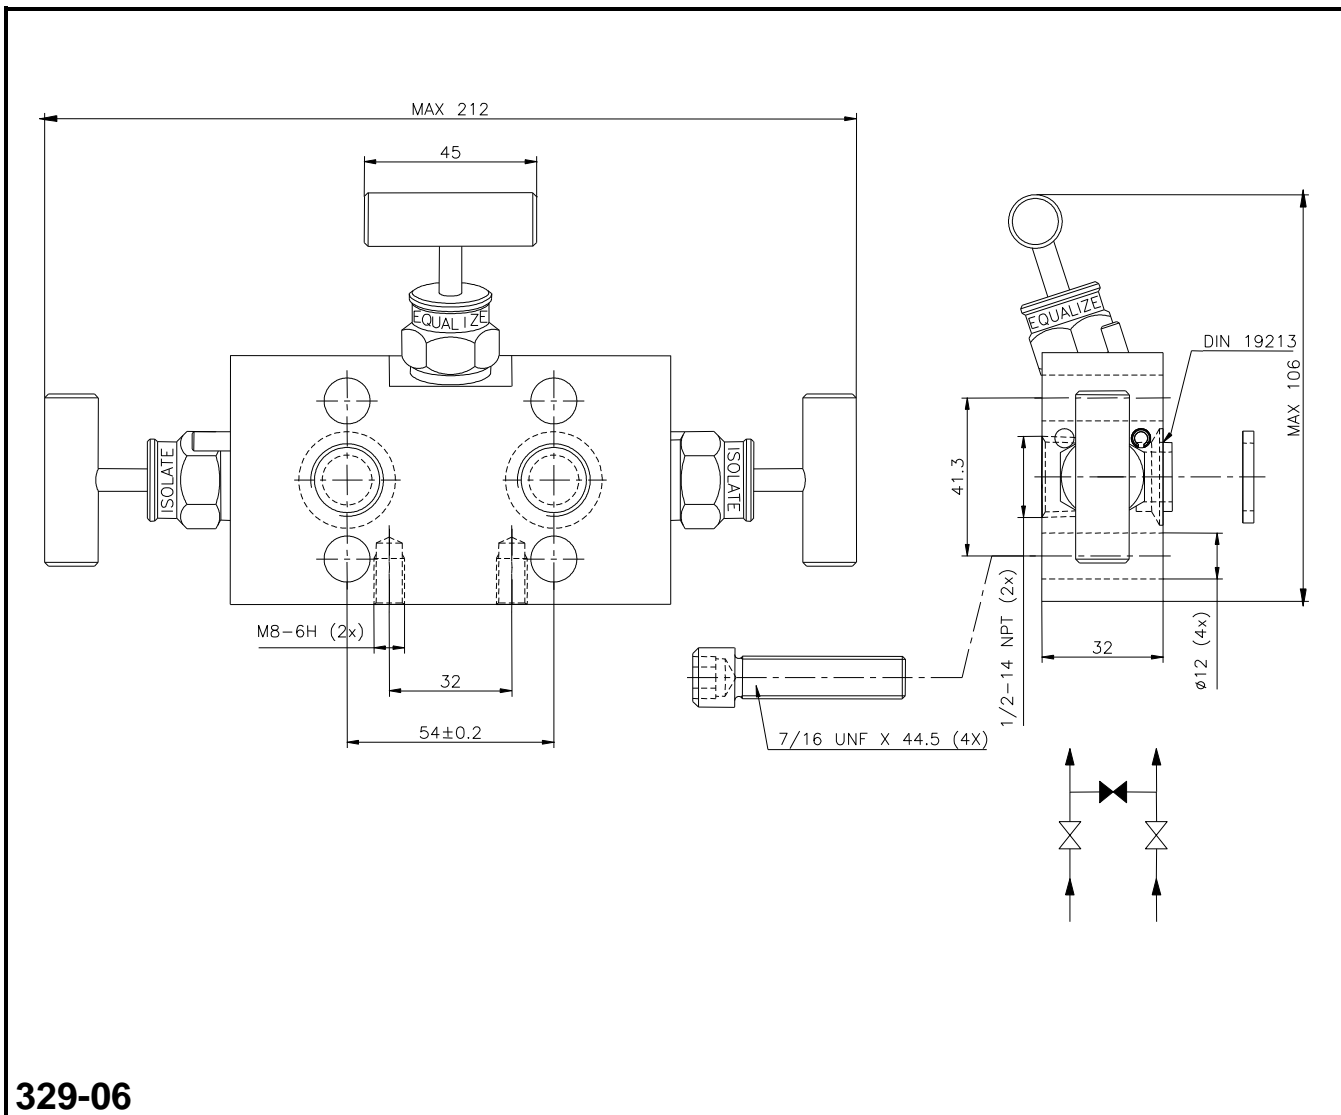 MAX 212
45
EQUALIZE
EQUALIZE
DIN 19213
MAX 106
ISOLATE
ISOLATE
41.3
M8-6H (2x)
32
54±0.2
1/2-14 NPT (2x)
32
ø12 (4x)
7/16 UNF X 44.5 (4X)
329-06